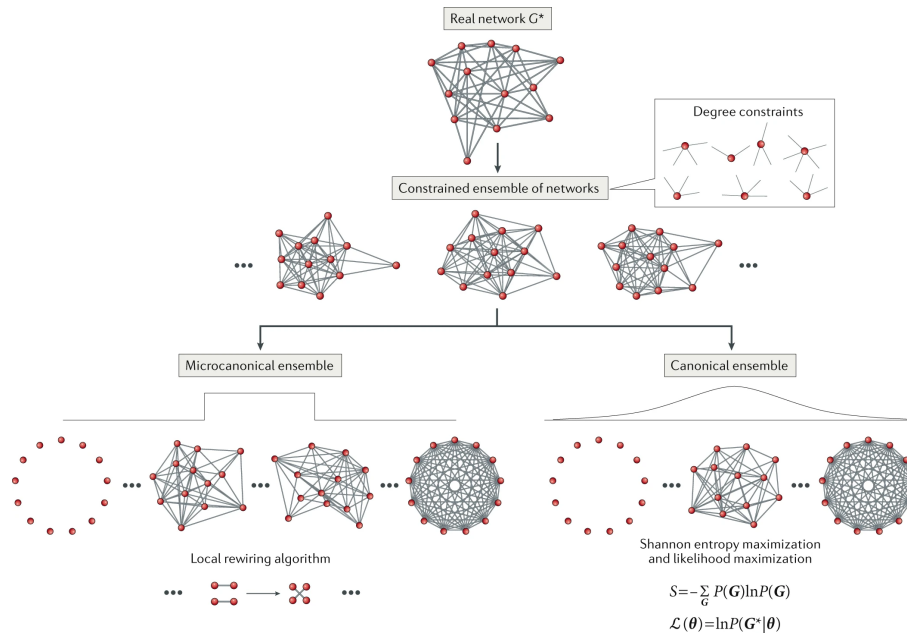 Real network G*
Degree constraints
Constrained ensemble of networks
•••
•••
Microcanonical ensemble
Canonical ensemble
•••
•••
•••
•••
•••
Local rewiring algorithm
•••
•••
Shannon entropy maximization
and likelihood maximization
S=−∑_G P(G)lnP(G)
ℒ(θ)=lnP(G*|θ)